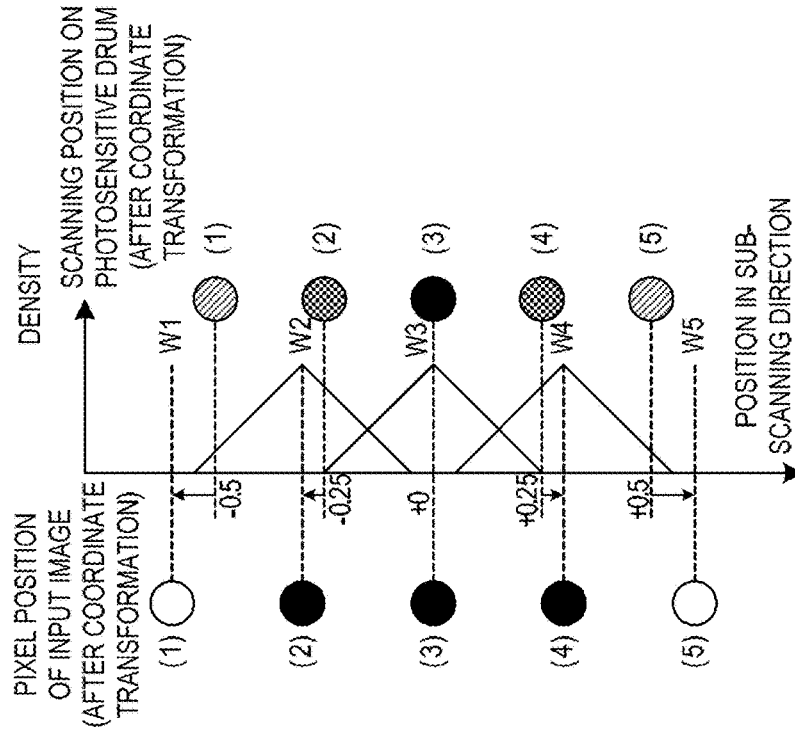 PIXEL POSITION
OF INPUT IMAGE
(AFTER COORDINATE
TRANSFORMATION)
DENSITY
SCANNING POSITION ON
PHOTOSENSITIVE DRUM
(AFTER COORDINATE
TRANSFORMATION)
(1)
-0.5
W1
(1)
(2)
-0.25
W2
(2)
(3)
+0
W3
(3)
(4)
+0.25
W4
(4)
(5)
+0.5
W5
(5)
POSITION IN SUB-
SCANNING DIRECTION